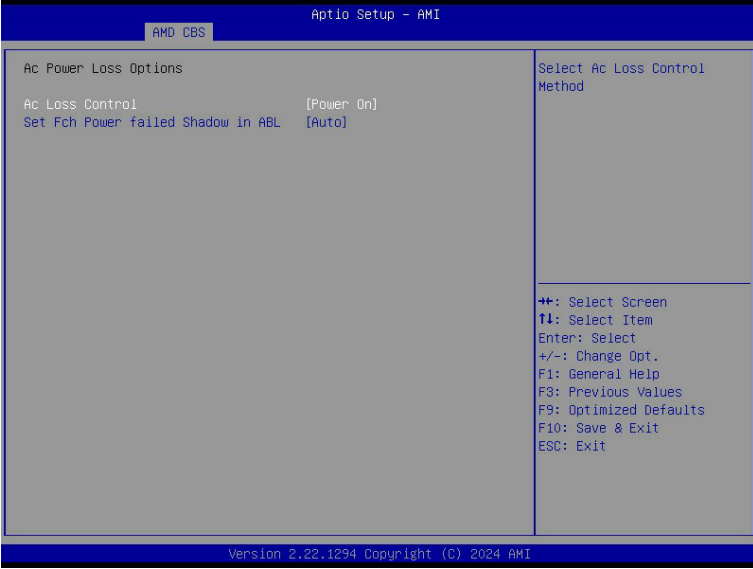 Aptio Setup - AMI
AMD CBS
Ac Power Loss Options
Ac Loss Control [Power On]
Set Fch Power failed Shadow in ABL [Auto]
Select Ac Loss Control
Method
→←: Select Screen
↑↓: Select Item
Enter: Select
+/-: Change Opt.
F1: General Help
F3: Previous Values
F9: Optimized Defaults
F10: Save & Exit
ESC: Exit
Version 2.22.1294 Copyright (C) 2024 AMI